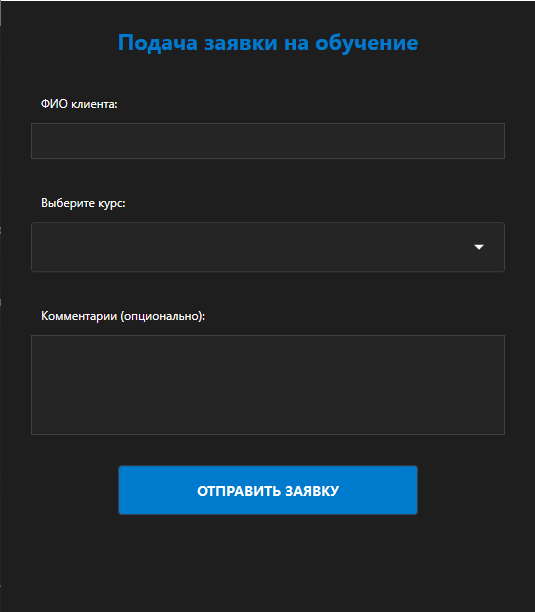 Подача заявки на обучение
ФИО клиента:
Выберите курс:
Комментарии (опционально):
ОТПРАВИТЬ ЗАЯВКУ